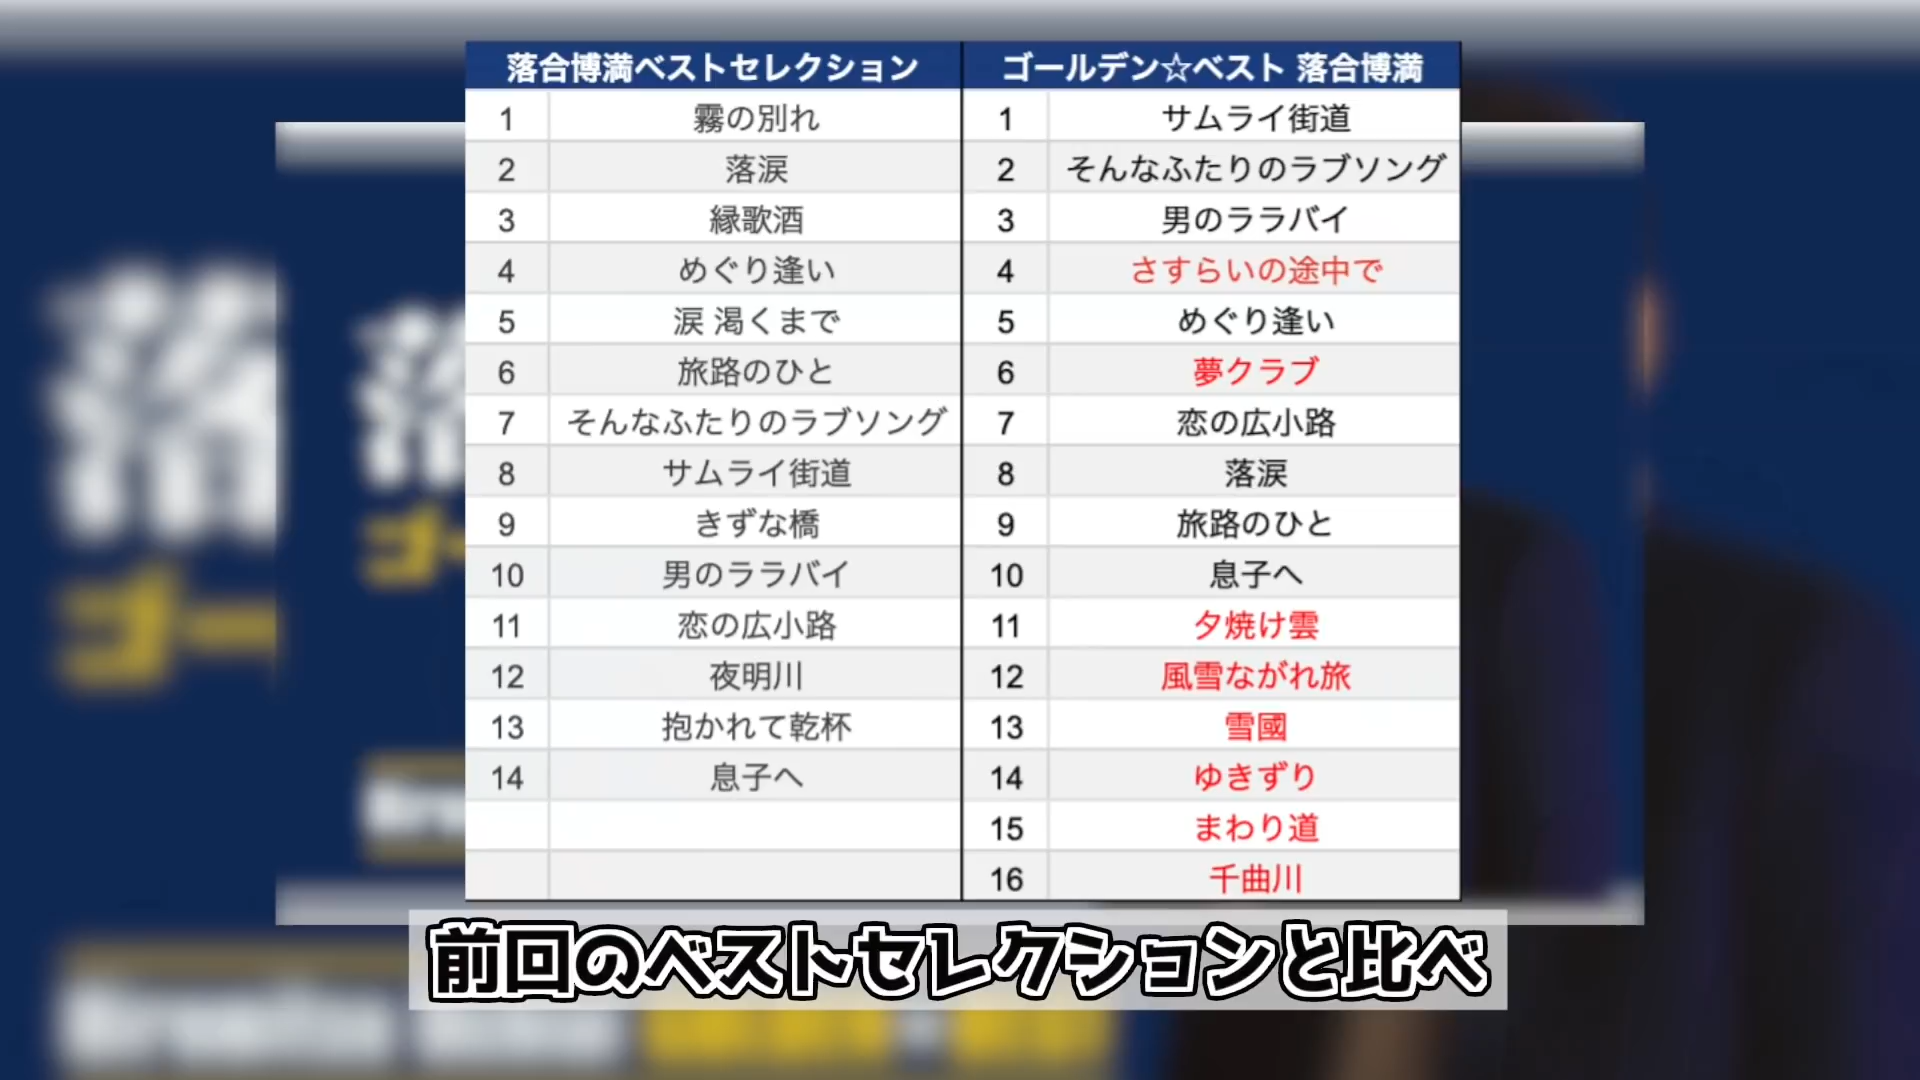 落合博満ベストセレクション ゴールデン☆ベスト 落合博満
1 霧の別れ 1 サムライ街道
2 落涙 2 そんなふたりのラブソング
3 縁歌酒 3 男のララバイ
4 めぐり逢い 4 さすらいの途中で
5 涙 渇くまで 5 めぐり逢い
6 旅路のひと 6 夢クラブ
7 そんなふたりのラブソング 7 恋の広小路
8 サムライ街道 8 落涙
9 きずな橋 9 旅路のひと
10 男のララバイ 10 息子へ
11 恋の広小路 11 夕焼け雲
12 夜明川 12 風雪ながれ旅
13 抱かれて乾杯 13 雪國
14 息子へ 14 ゆきずり
15 まわり道
16 千曲川
前回のベストセレクションと比べ